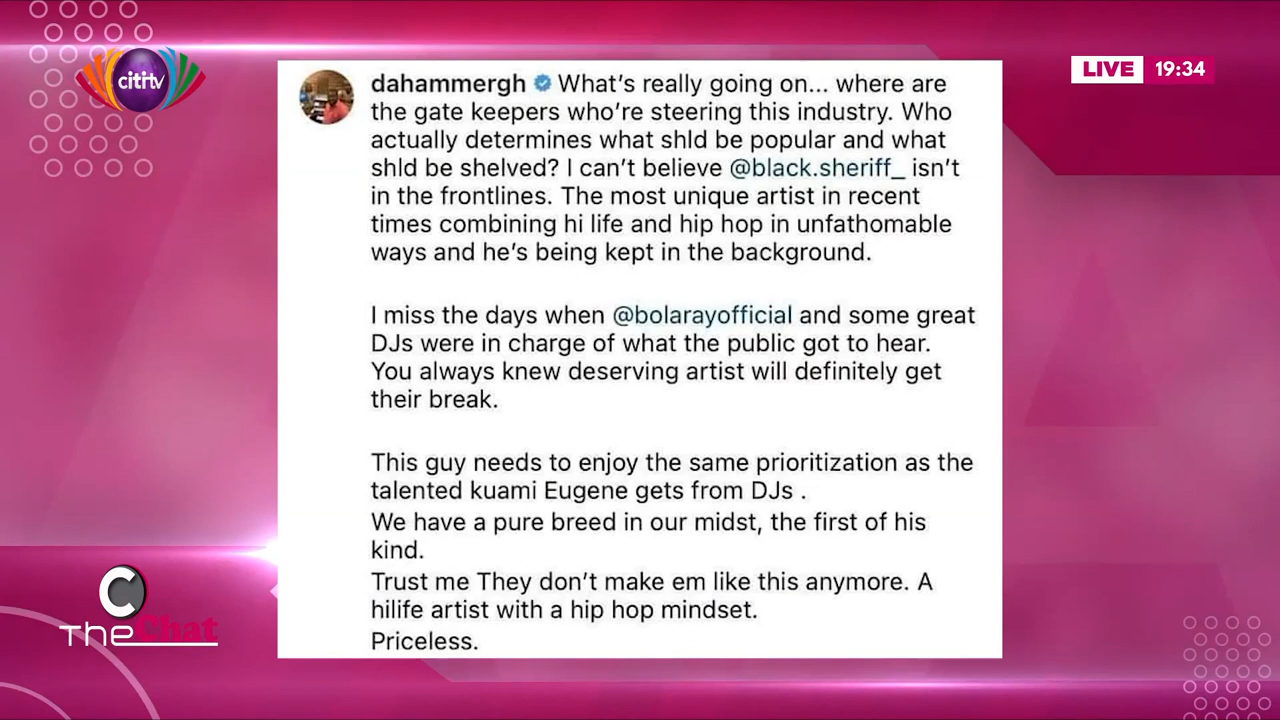 cititv
LIVE 19:34
dahammergh What's really going on... where are
the gate keepers who're steering this industry. Who
actually determines what shld be popular and what
shld be shelved? I can't believe @black.sheriff_ isn't
in the frontlines. The most unique artist in recent
times combining hi life and hip hop in unfathomable
ways and he's being kept in the background.
I miss the days when @bolarayofficial and some great
DJs were in charge of what the public got to hear.
You always knew deserving artist will definitely get
their break.
This guy needs to enjoy the same prioritization as the
talented kuami Eugene gets from DJs .
We have a pure breed in our midst, the first of his
kind.
Trust me They don't make em like this anymore. A
hilife artist with a hip hop mindset.
Priceless.
C
The Chat